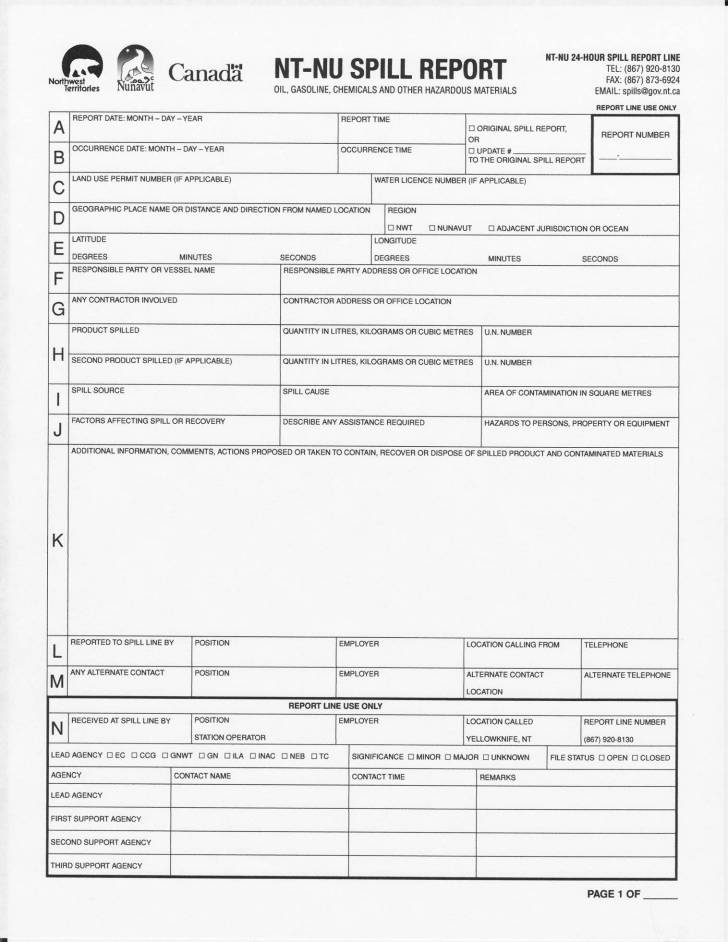 Northwest
Territories
Nunavut
Canada
NT-NU SPILL REPORT
OIL, GASOLINE, CHEMICALS AND OTHER HAZARDOUS MATERIALS
NT-NU 24-HOUR SPILL REPORT LINE
TEL: (867) 920-8130
FAX: (867) 873-6924
EMAIL: spills@gov.nt.ca
REPORT LINE USE ONLY
A
REPORT DATE: MONTH – DAY – YEAR
REPORT TIME
☐ ORIGINAL SPILL REPORT,
OR
☐ UPDATE # ____________
TO THE ORIGINAL SPILL REPORT
REPORT NUMBER
____-____________
B
OCCURRENCE DATE: MONTH – DAY – YEAR
OCCURRENCE TIME
C
LAND USE PERMIT NUMBER (IF APPLICABLE)
WATER LICENCE NUMBER (IF APPLICABLE)
D
GEOGRAPHIC PLACE NAME OR DISTANCE AND DIRECTION FROM NAMED LOCATION
REGION
☐ NWT ☐ NUNAVUT ☐ ADJACENT JURISDICTION OR OCEAN
E
LATITUDE
DEGREES MINUTES SECONDS
LONGITUDE
DEGREES MINUTES SECONDS
F
RESPONSIBLE PARTY OR VESSEL NAME
RESPONSIBLE PARTY ADDRESS OR OFFICE LOCATION
G
ANY CONTRACTOR INVOLVED
CONTRACTOR ADDRESS OR OFFICE LOCATION
H
PRODUCT SPILLED
QUANTITY IN LITRES, KILOGRAMS OR CUBIC METRES
U.N. NUMBER
SECOND PRODUCT SPILLED (IF APPLICABLE)
QUANTITY IN LITRES, KILOGRAMS OR CUBIC METRES
U.N. NUMBER
I
SPILL SOURCE
SPILL CAUSE
AREA OF CONTAMINATION IN SQUARE METRES
J
FACTORS AFFECTING SPILL OR RECOVERY
DESCRIBE ANY ASSISTANCE REQUIRED
HAZARDS TO PERSONS, PROPERTY OR EQUIPMENT
K
ADDITIONAL INFORMATION, COMMENTS, ACTIONS PROPOSED OR TAKEN TO CONTAIN, RECOVER OR DISPOSE OF SPILLED PRODUCT AND CONTAMINATED MATERIALS
L
REPORTED TO SPILL LINE BY
POSITION
EMPLOYER
LOCATION CALLING FROM
TELEPHONE
M
ANY ALTERNATE CONTACT
POSITION
EMPLOYER
ALTERNATE CONTACT
LOCATION
ALTERNATE TELEPHONE
REPORT LINE USE ONLY
N
RECEIVED AT SPILL LINE BY
POSITION
STATION OPERATOR
EMPLOYER
LOCATION CALLED
YELLOWKNIFE, NT
REPORT LINE NUMBER
(867) 920-8130
LEAD AGENCY ☐ EC ☐ CCG ☐ GNWT ☐ GN ☐ ILA ☐ INAC ☐ NEB ☐ TC
SIGNIFICANCE ☐ MINOR ☐ MAJOR ☐ UNKNOWN
FILE STATUS ☐ OPEN ☐ CLOSED
AGENCY
CONTACT NAME
CONTACT TIME
REMARKS
LEAD AGENCY
FIRST SUPPORT AGENCY
SECOND SUPPORT AGENCY
THIRD SUPPORT AGENCY
PAGE 1 OF ______